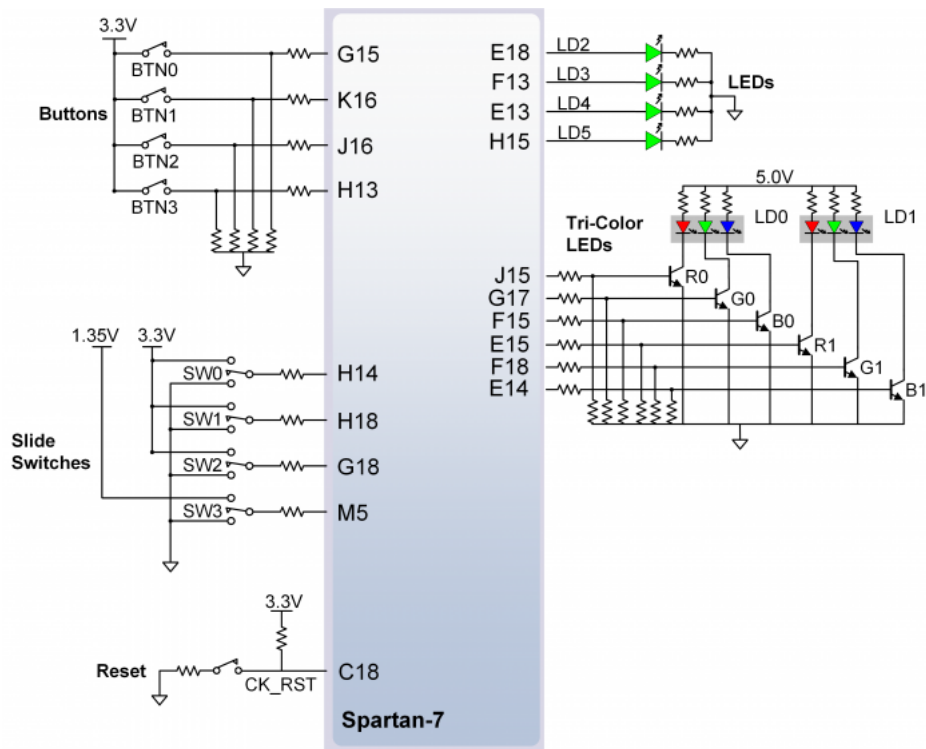 3.3V
BTN0
BTN1
BTN2
BTN3
Buttons
G15
K16
J16
H13
E18
F13
E13
H15
LD2
LD3
LD4
LD5
LEDs
5.0V
LD0
LD1
Tri-Color
LEDs
J15
G17
F15
E15
F18
E14
R0
G0
B0
R1
G1
B1
1.35V
3.3V
SW0
SW1
SW2
SW3
Slide
Switches
H14
H18
G18
M5
3.3V
Reset
CK_RST
C18
Spartan-7